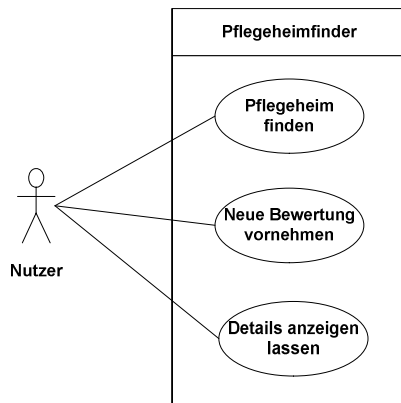 Pflegeheimfinder
Pflegeheim
finden
Neue Bewertung
vornehmen
Nutzer
Details anzeigen
lassen